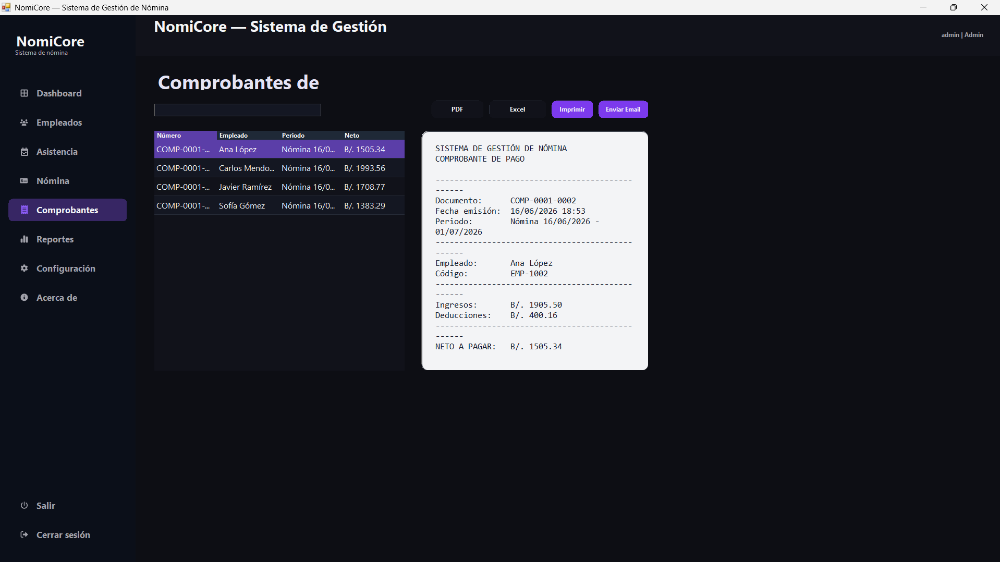 NomiCore — Sistema de Gestión de Nómina
NomiCore
Sistema de nómina
Dashboard
Empleados
Asistencia
Nómina
Comprobantes
Reportes
Configuración
Acerca de
Salir
Cerrar sesión
NomiCore — Sistema de Gestión
admin | Admin
Comprobantes de
PDF Excel Imprimir Enviar Email
Número Empleado Periodo Neto
COMP-0001-... Ana López Nómina 16/0... B/. 1505.34
COMP-0001-... Carlos Mendo... Nómina 16/0... B/. 1993.56
COMP-0001-... Javier Ramírez Nómina 16/0... B/. 1708.77
COMP-0001-... Sofía Gómez Nómina 16/0... B/. 1383.29
SISTEMA DE GESTIÓN DE NÓMINA
COMPROBANTE DE PAGO
------------------------------------------
------
Documento: COMP-0001-0002
Fecha emisión: 16/06/2026 18:53
Periodo: Nómina 16/06/2026 -
01/07/2026
------------------------------------------
------
Empleado: Ana López
Código: EMP-1002
------------------------------------------
------
Ingresos: B/. 1905.50
Deducciones: B/. 400.16
------------------------------------------
------
NETO A PAGAR: B/. 1505.34